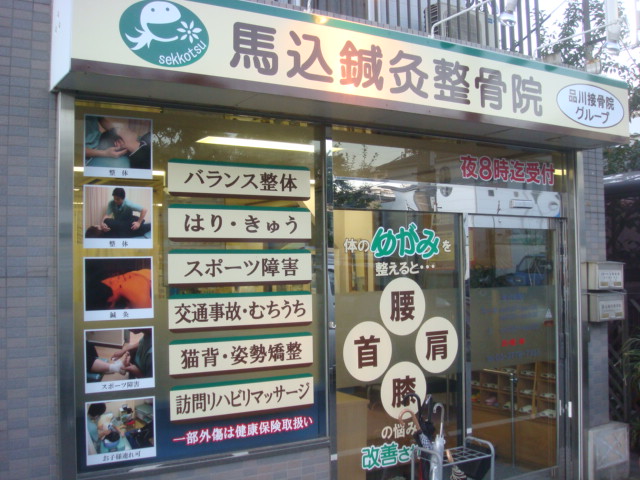 sekkotsu
馬込鍼灸整骨院
品川接骨院
グループ
夜8時迄受付
整体
整体
鍼灸
スポーツ障害
お子様連れ可
バランス整体
はり・きゅう
スポーツ障害
交通事故・むちうち
猫背・姿勢矯整
訪問リハビリマッサージ
一部外傷は健康保険取扱い
体のゆがみを
整えると…
腰
首
肩
膝
の悩み
改善さ